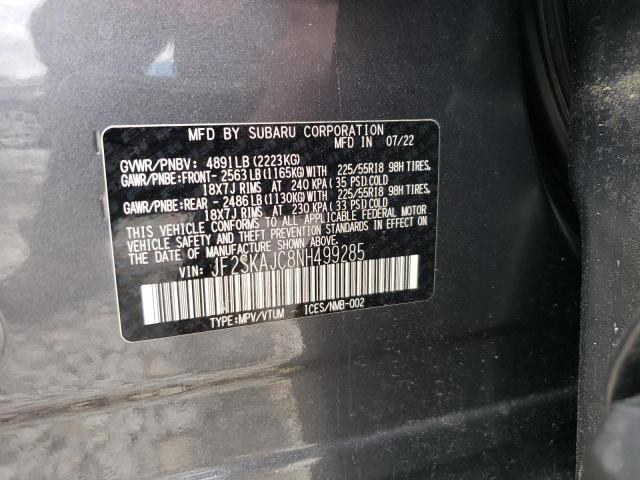 MFD BY SUBARU CORPORATION
MFD IN 07/22
GVWR/PNBV: 4891LB(2223KG)
GAWR/PNBE:FRONT- 2563LB(1165KG)WITH 225/55R18 98H TIRES,
18X7J RIMS AT 240 KPA(35 PSI)COLD
GAWR/PNBE:REAR - 2486LB(1130KG)WITH 225/55R18 98H TIRES,
18X7J RIMS AT 230 KPA(33 PSI)COLD
THIS VEHICLE CONFORMS TO ALL APPLICABLE FEDERAL MOTOR
VEHICLE SAFETY AND THEFT PREVENTION STANDARDS IN EFFECT ON
THE DATE OF MANUFACTURE SHOWN ABOVE.
VIN: JF2SKAJC8NH499285
TYPE:MPV/VTUM - ICES/NMB-002